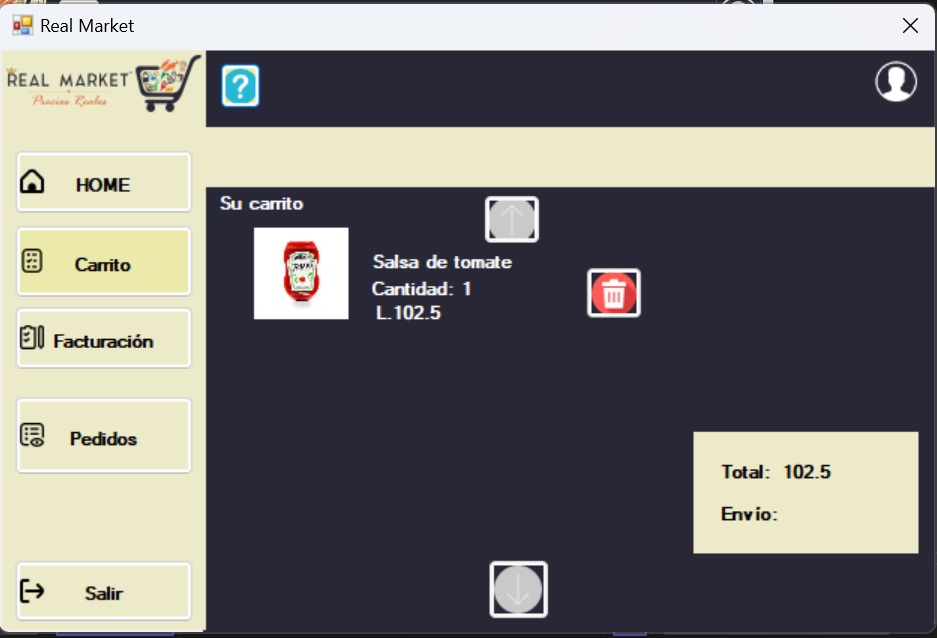 Real Market
REAL MARKET
Precios Reales
?
HOME
Carrito
Facturación
Pedidos
Salir
Su carrito
Salsa de tomate
Cantidad: 1
L.102.5
Total: 102.5
Envío: